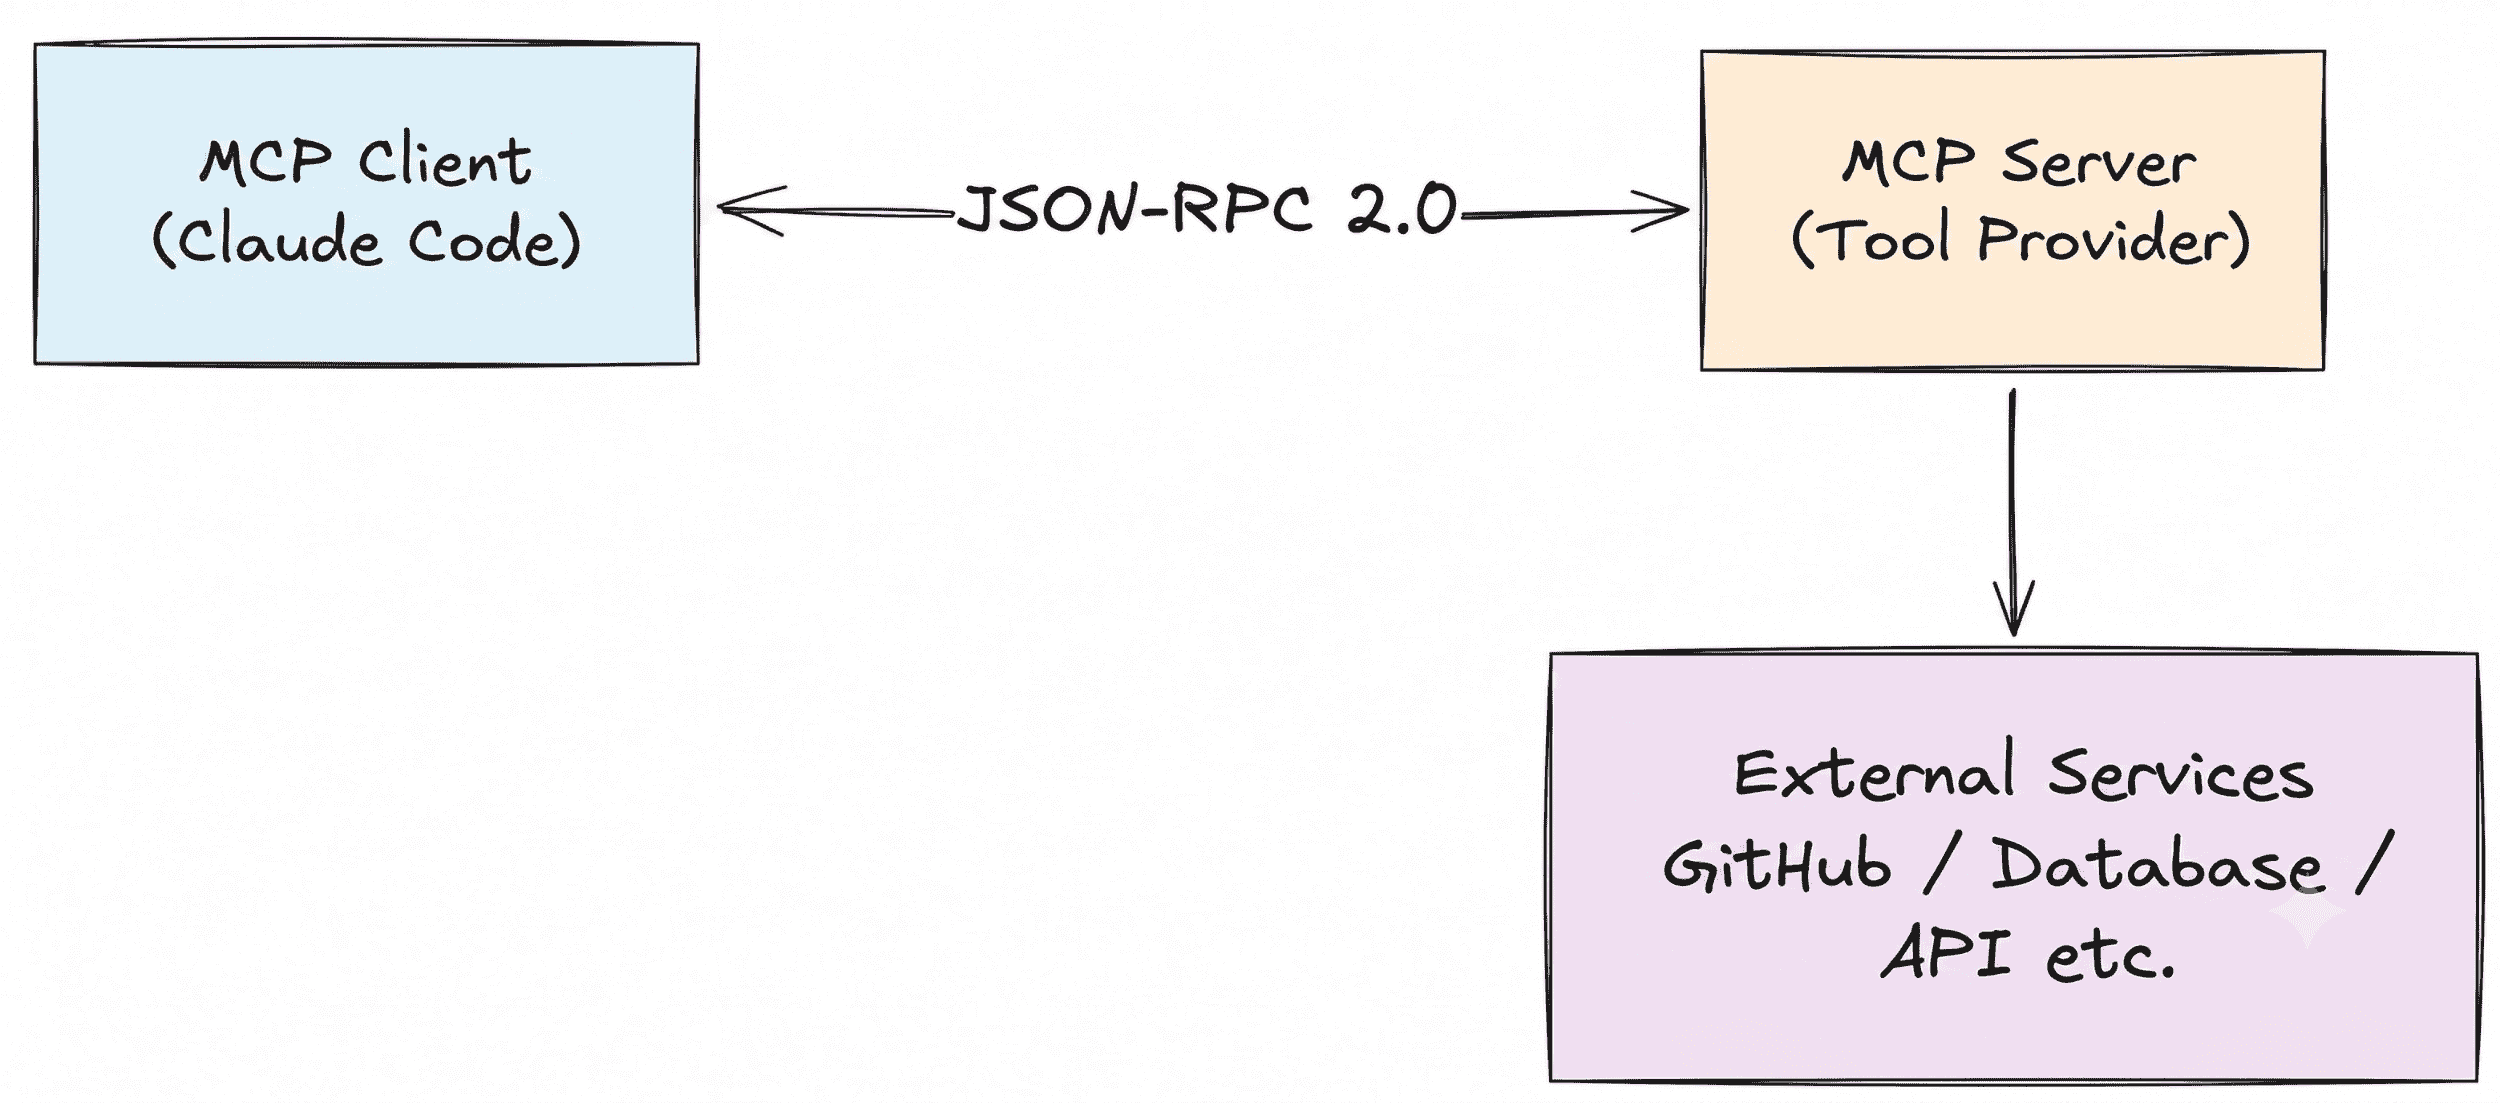 MCP Client
(Claude Code)
JSON-RPC 2.0
MCP Server
(Tool Provider)
External Services
GitHub / Database /
API etc.